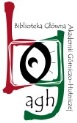 Biblioteka Główna
Akademii Górniczo-Hutniczej
agh